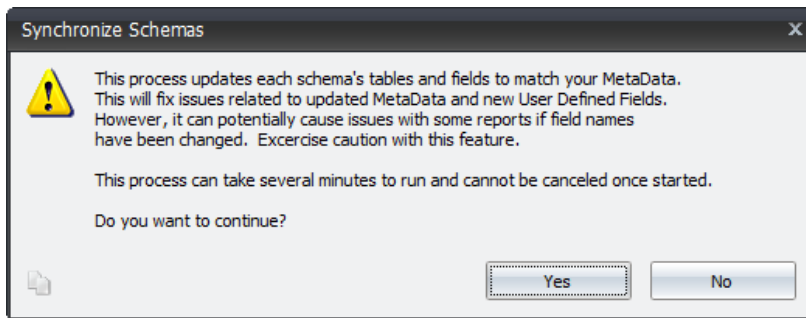 Synchronize Schemas
This process updates each schema's tables and fields to match your MetaData.
This will fix issues related to updated MetaData and new User Defined Fields.
However, it can potentially cause issues with some reports if field names
have been changed.  Excercise caution with this feature.
This process can take several minutes to run and cannot be canceled once started.
Do you want to continue?
Yes No